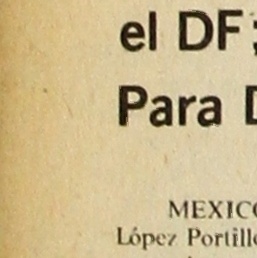 el DF;
Para D
MEXICO
López Portillo